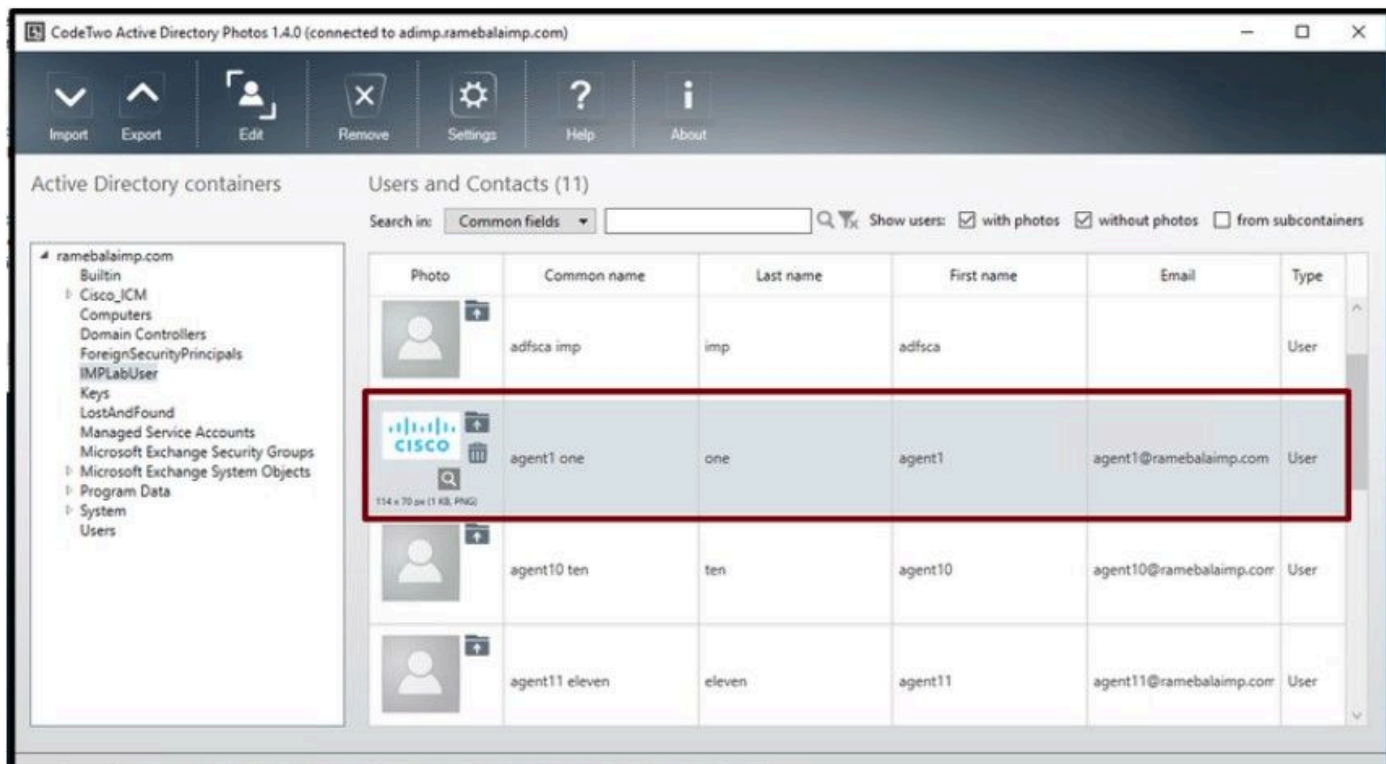 CodeTwo Active Directory Photos 1.4.0 (connected to adimp.ramebalaimp.com)
Import Export Edit Remove Settings Help About
Active Directory containers
Users and Contacts (11)
Search in: Common fields Show users: with photos without photos from subcontainers
ramebalaimp.com
Builtin
Cisco_ICM
Computers
Domain Controllers
ForeignSecurityPrincipals
IMPLabUser
Keys
LostAndFound
Managed Service Accounts
Microsoft Exchange Security Groups
Microsoft Exchange System Objects
Program Data
System
Users
Photo Common name Last name First name Email Type
adfsca imp imp adfsca User
CISCO
agent1 one one agent1 agent1@ramebalaimp.com User
114 x 70 px (1 KB, PNG)
agent10 ten ten agent10 agent10@ramebalaimp.com User
agent11 eleven eleven agent11 agent11@ramebalaimp.com User